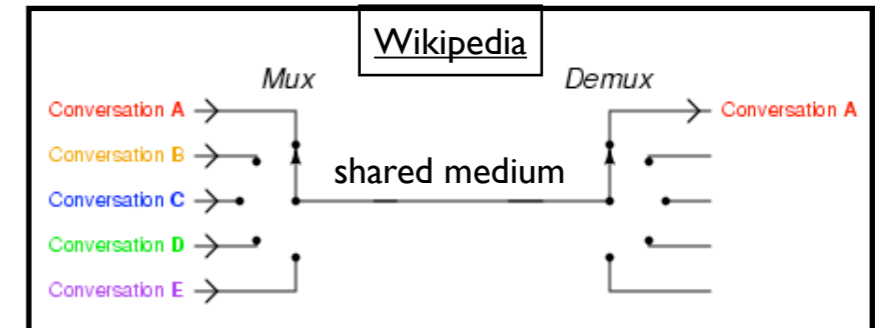 Wikipedia
Mux Demux
Conversation A Conversation A
Conversation B
shared medium
Conversation C
Conversation D
Conversation E